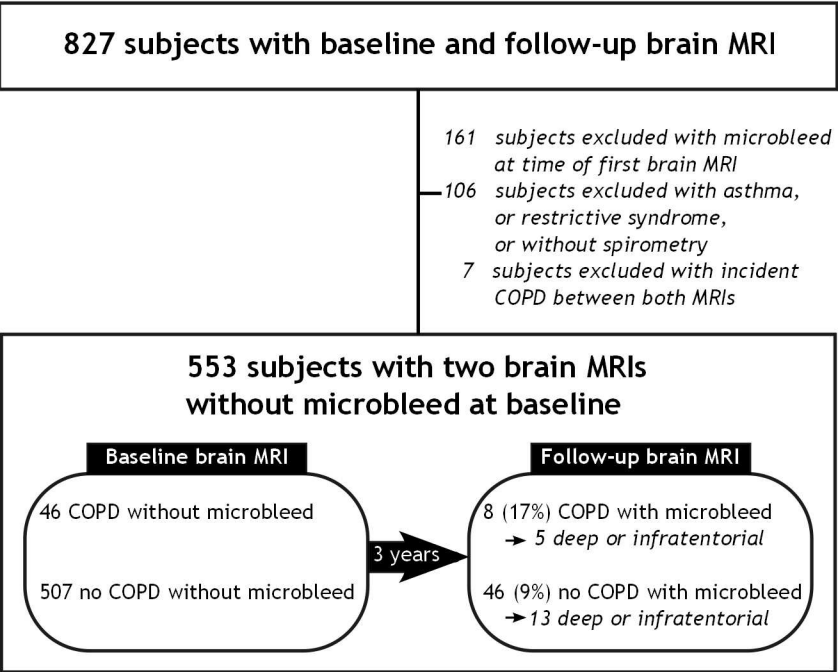 827 subjects with baseline and follow-up brain MRI
161 subjects excluded with microbleed
at time of first brain MRI
106 subjects excluded with asthma,
or restrictive syndrome,
or without spirometry
7 subjects excluded with incident
COPD between both MRIs
553 subjects with two brain MRIs
without microbleed at baseline
Baseline brain MRI
46 COPD without microbleed
507 no COPD without microbleed
3 years
Follow-up brain MRI
8 (17%) COPD with microbleed
→ 5 deep or infratentorial
46 (9%) no COPD with microbleed
→ 13 deep or infratentorial